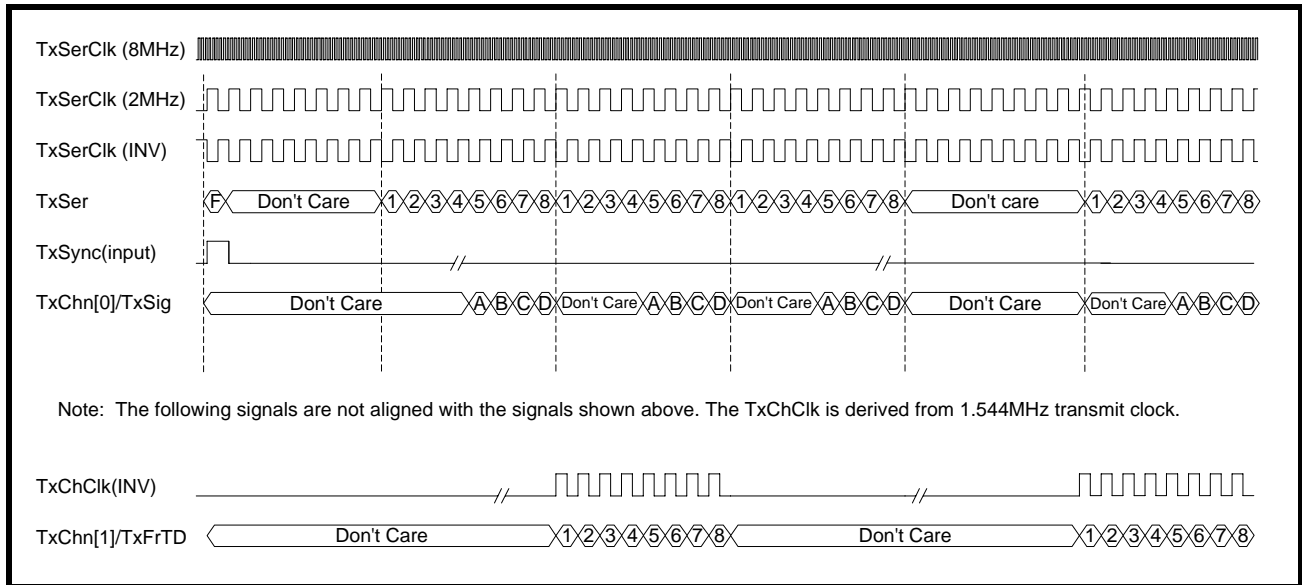 TxSerClk (8MHz)
TxSerClk (2MHz)
TxSerClk (INV)
TxSer F Don't Care 1 2 3 4 5 6 7 8 1 2 3 4 5 6 7 8 1 2 3 4 5 6 7 8 Don't care 1 2 3 4 5 6 7 8
TxSync(input)
TxChn[0]/TxSig Don't Care A B C D Don't Care A B C D Don't Care A B C D Don't Care Don't Care A B C D
Note: The following signals are not aligned with the signals shown above. The TxChClk is derived from 1.544MHz transmit clock.
TxChClk(INV)
TxChn[1]/TxFrTD Don't Care 1 2 3 4 5 6 7 8 Don't Care 1 2 3 4 5 6 7 8